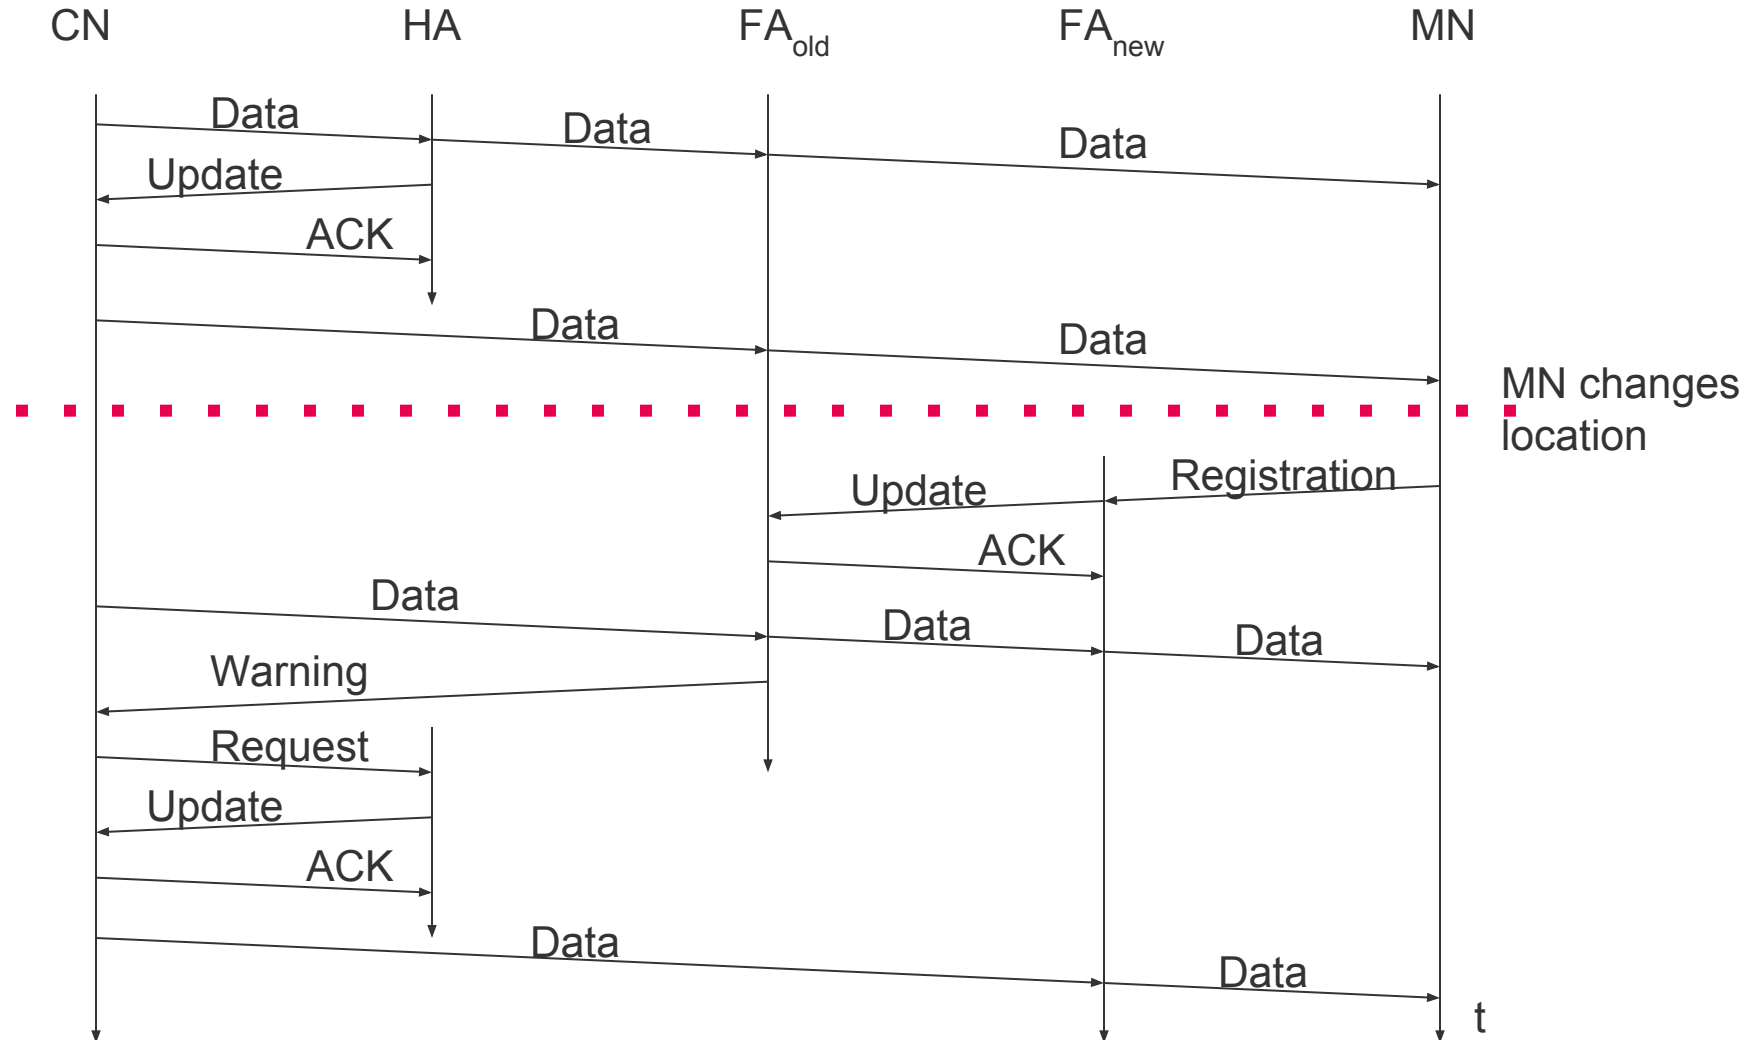 CN HA FAold FAnew MN
Data Data Data
Update
ACK
Data Data
MN changes
location
Registration
Update
ACK
Data Data Data
Warning
Request
Update
ACK
Data Data
t